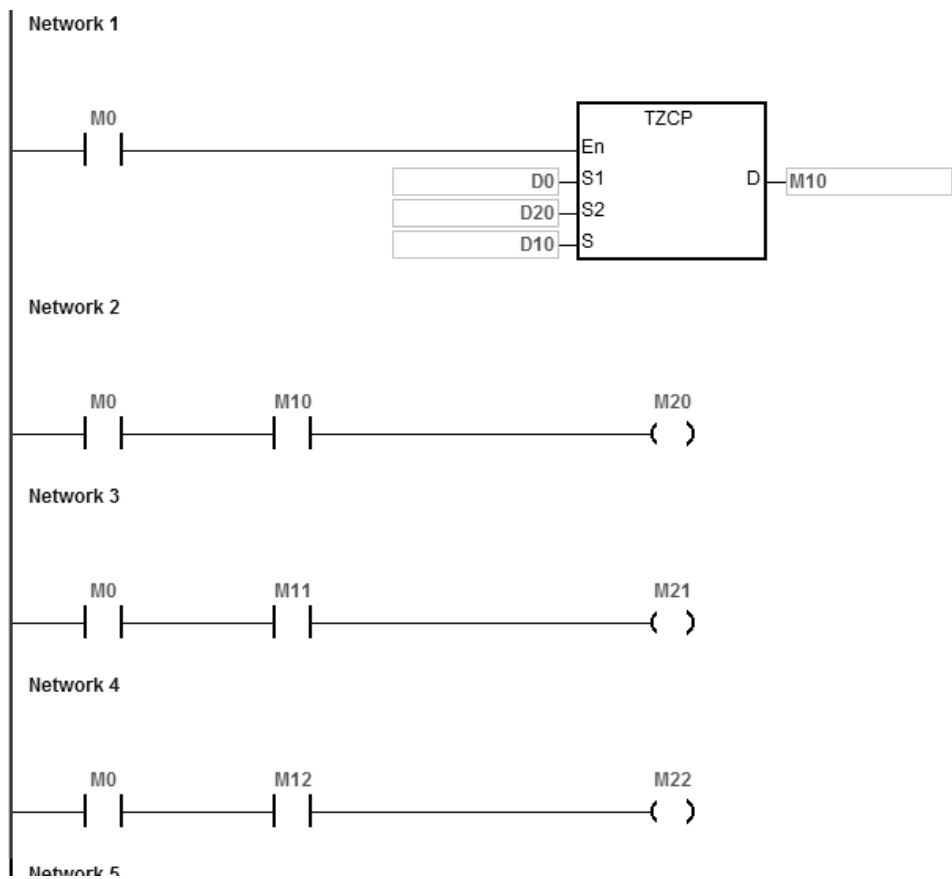 Network 1
M0
TZCP
En
D0 S1 D M10
D20 S2
D10 S
Network 2
M0 M10 M20
Network 3
M0 M11 M21
Network 4
M0 M12 M22
Network 5